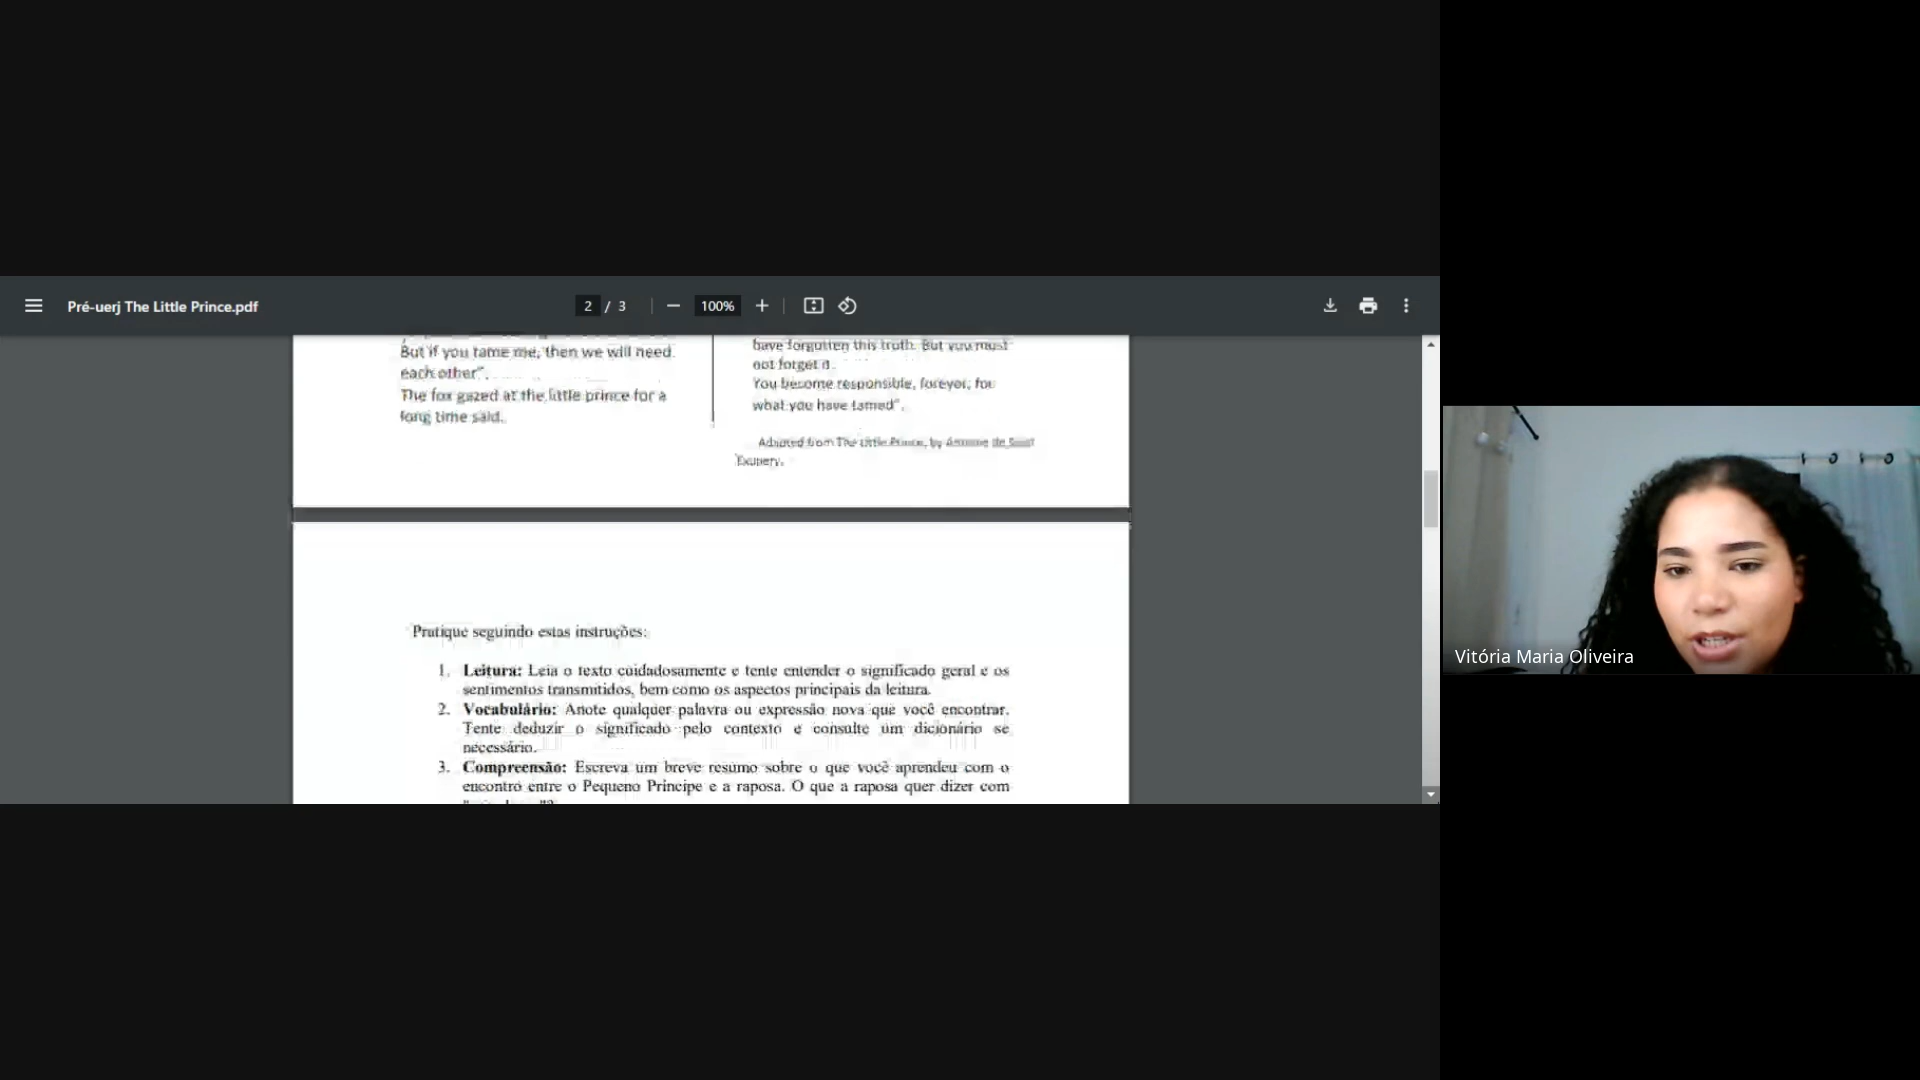 Pré-uerj The Little Prince.pdf
2 / 3
100%
But if you tame me, then we will need
each other".
The fox gazed at the little prince for a
long time said.
have forgotten this truth. But you must
not forget it.
You become responsible, forever, for
what you have tamed".
Adapted from The Little Prince, by Antoine de Saint
Exupery.
Pratique seguindo estas instruções:
1. Leitura: Leia o texto cuidadosamente e tente entender o significado geral e os
sentimentos transmitidos, bem como os aspectos principais da leitura.
2. Vocabulário: Anote qualquer palavra ou expressão nova que você encontrar.
Tente deduzir o significado pelo contexto e consulte um dicionário se
necessário.
3. Compreensão: Escreva um breve resumo sobre o que você aprendeu com o
encontro entre o Pequeno Príncipe e a raposa. O que a raposa quer dizer com
Vitória Maria Oliveira